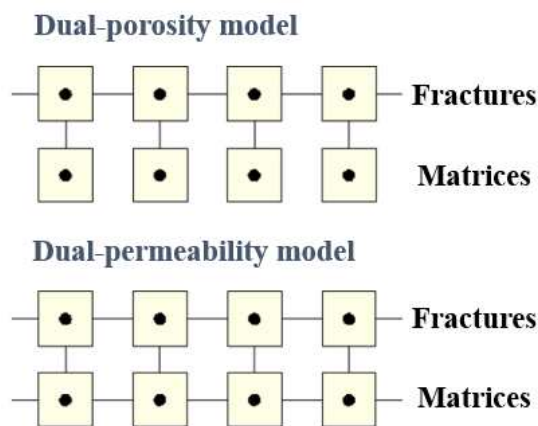 Dual-porosity model
Fractures
Matrices
Dual-permeability model
Fractures
Matrices